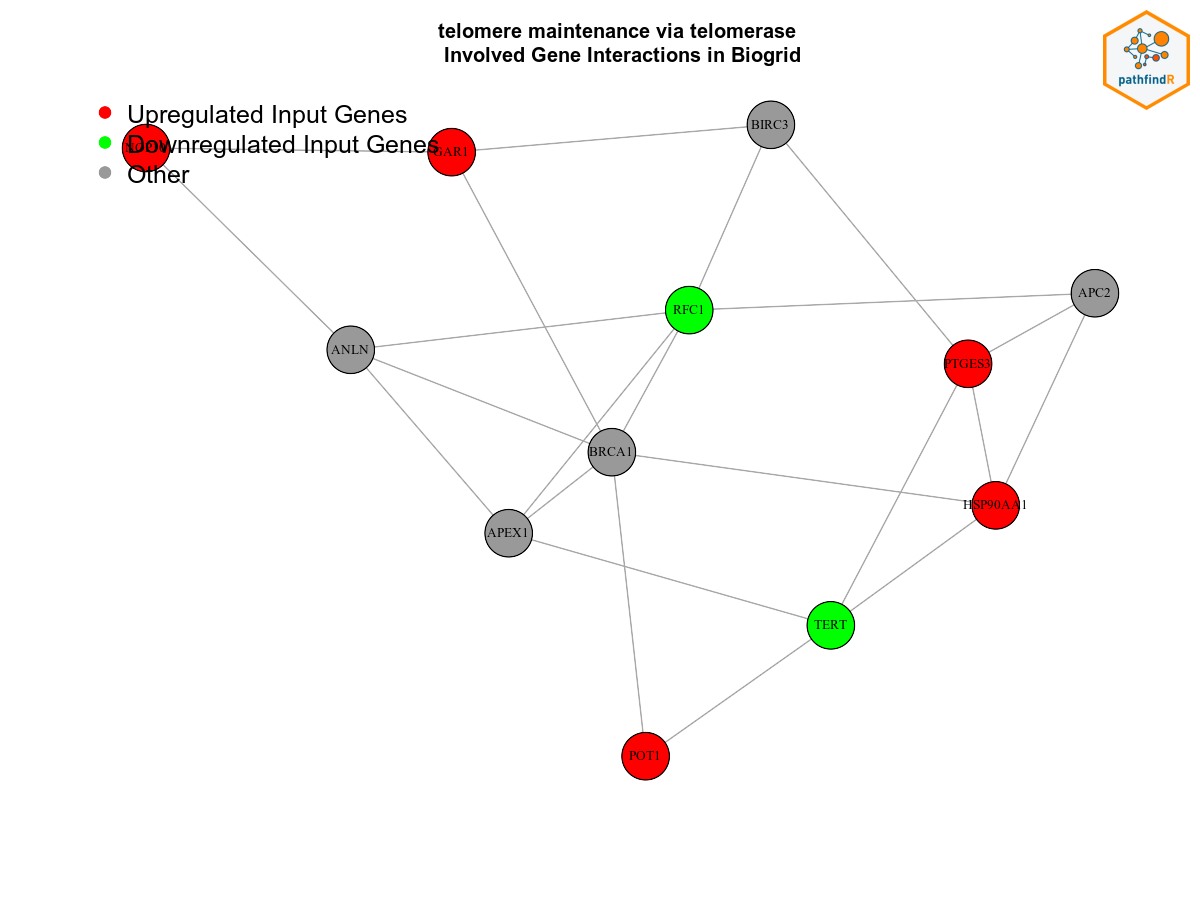 telomere maintenance via telomerase
Involved Gene Interactions in Biogrid
pathfindR
Upregulated Input Genes
Downregulated Input Genes
Other
GAR1
BIRC3
RFC1
APC2
ANLN
PTGES3
BRCA1
HSP90AA1
APEX1
TERT
POT1